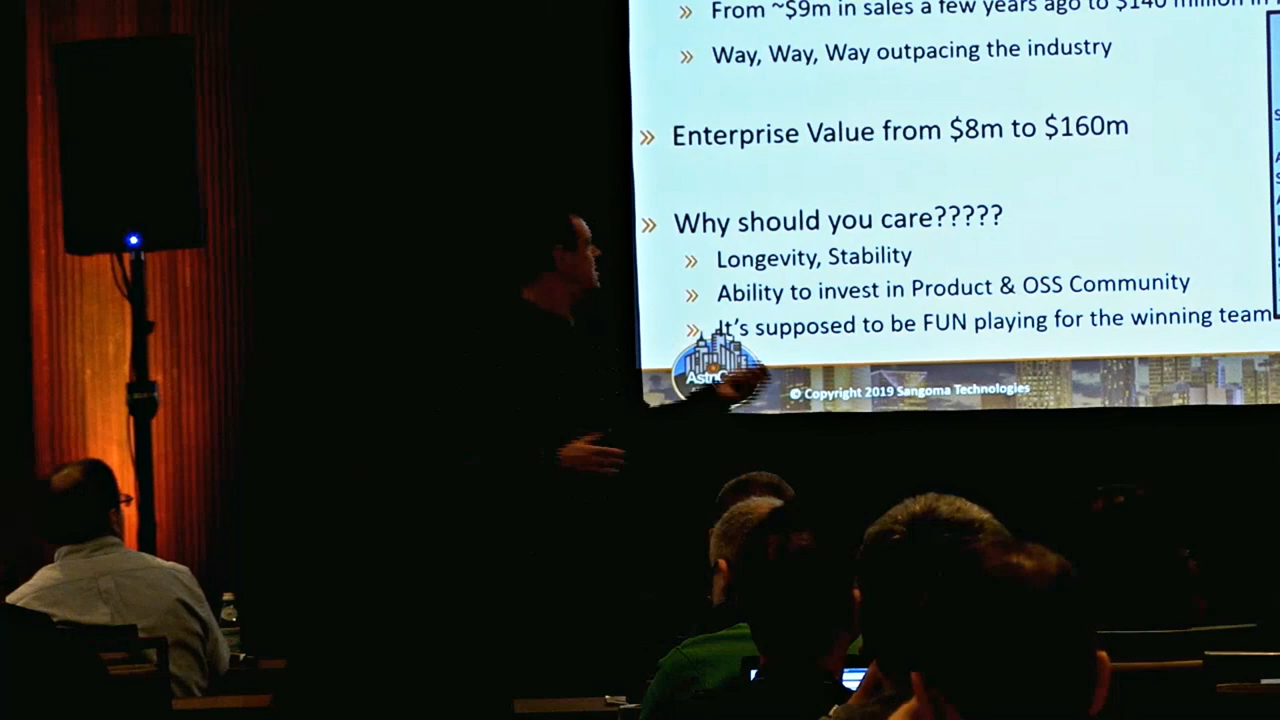 » From ~$9m in sales a few years ago to $140 million in
» Way, Way, Way outpacing the industry
» Enterprise Value from $8m to $160m
» Why should you care?????
» Longevity, Stability
» Ability to invest in Product & OSS Community
» It's supposed to be FUN playing for the winning team
© Copyright 2019 Sangoma Technologies